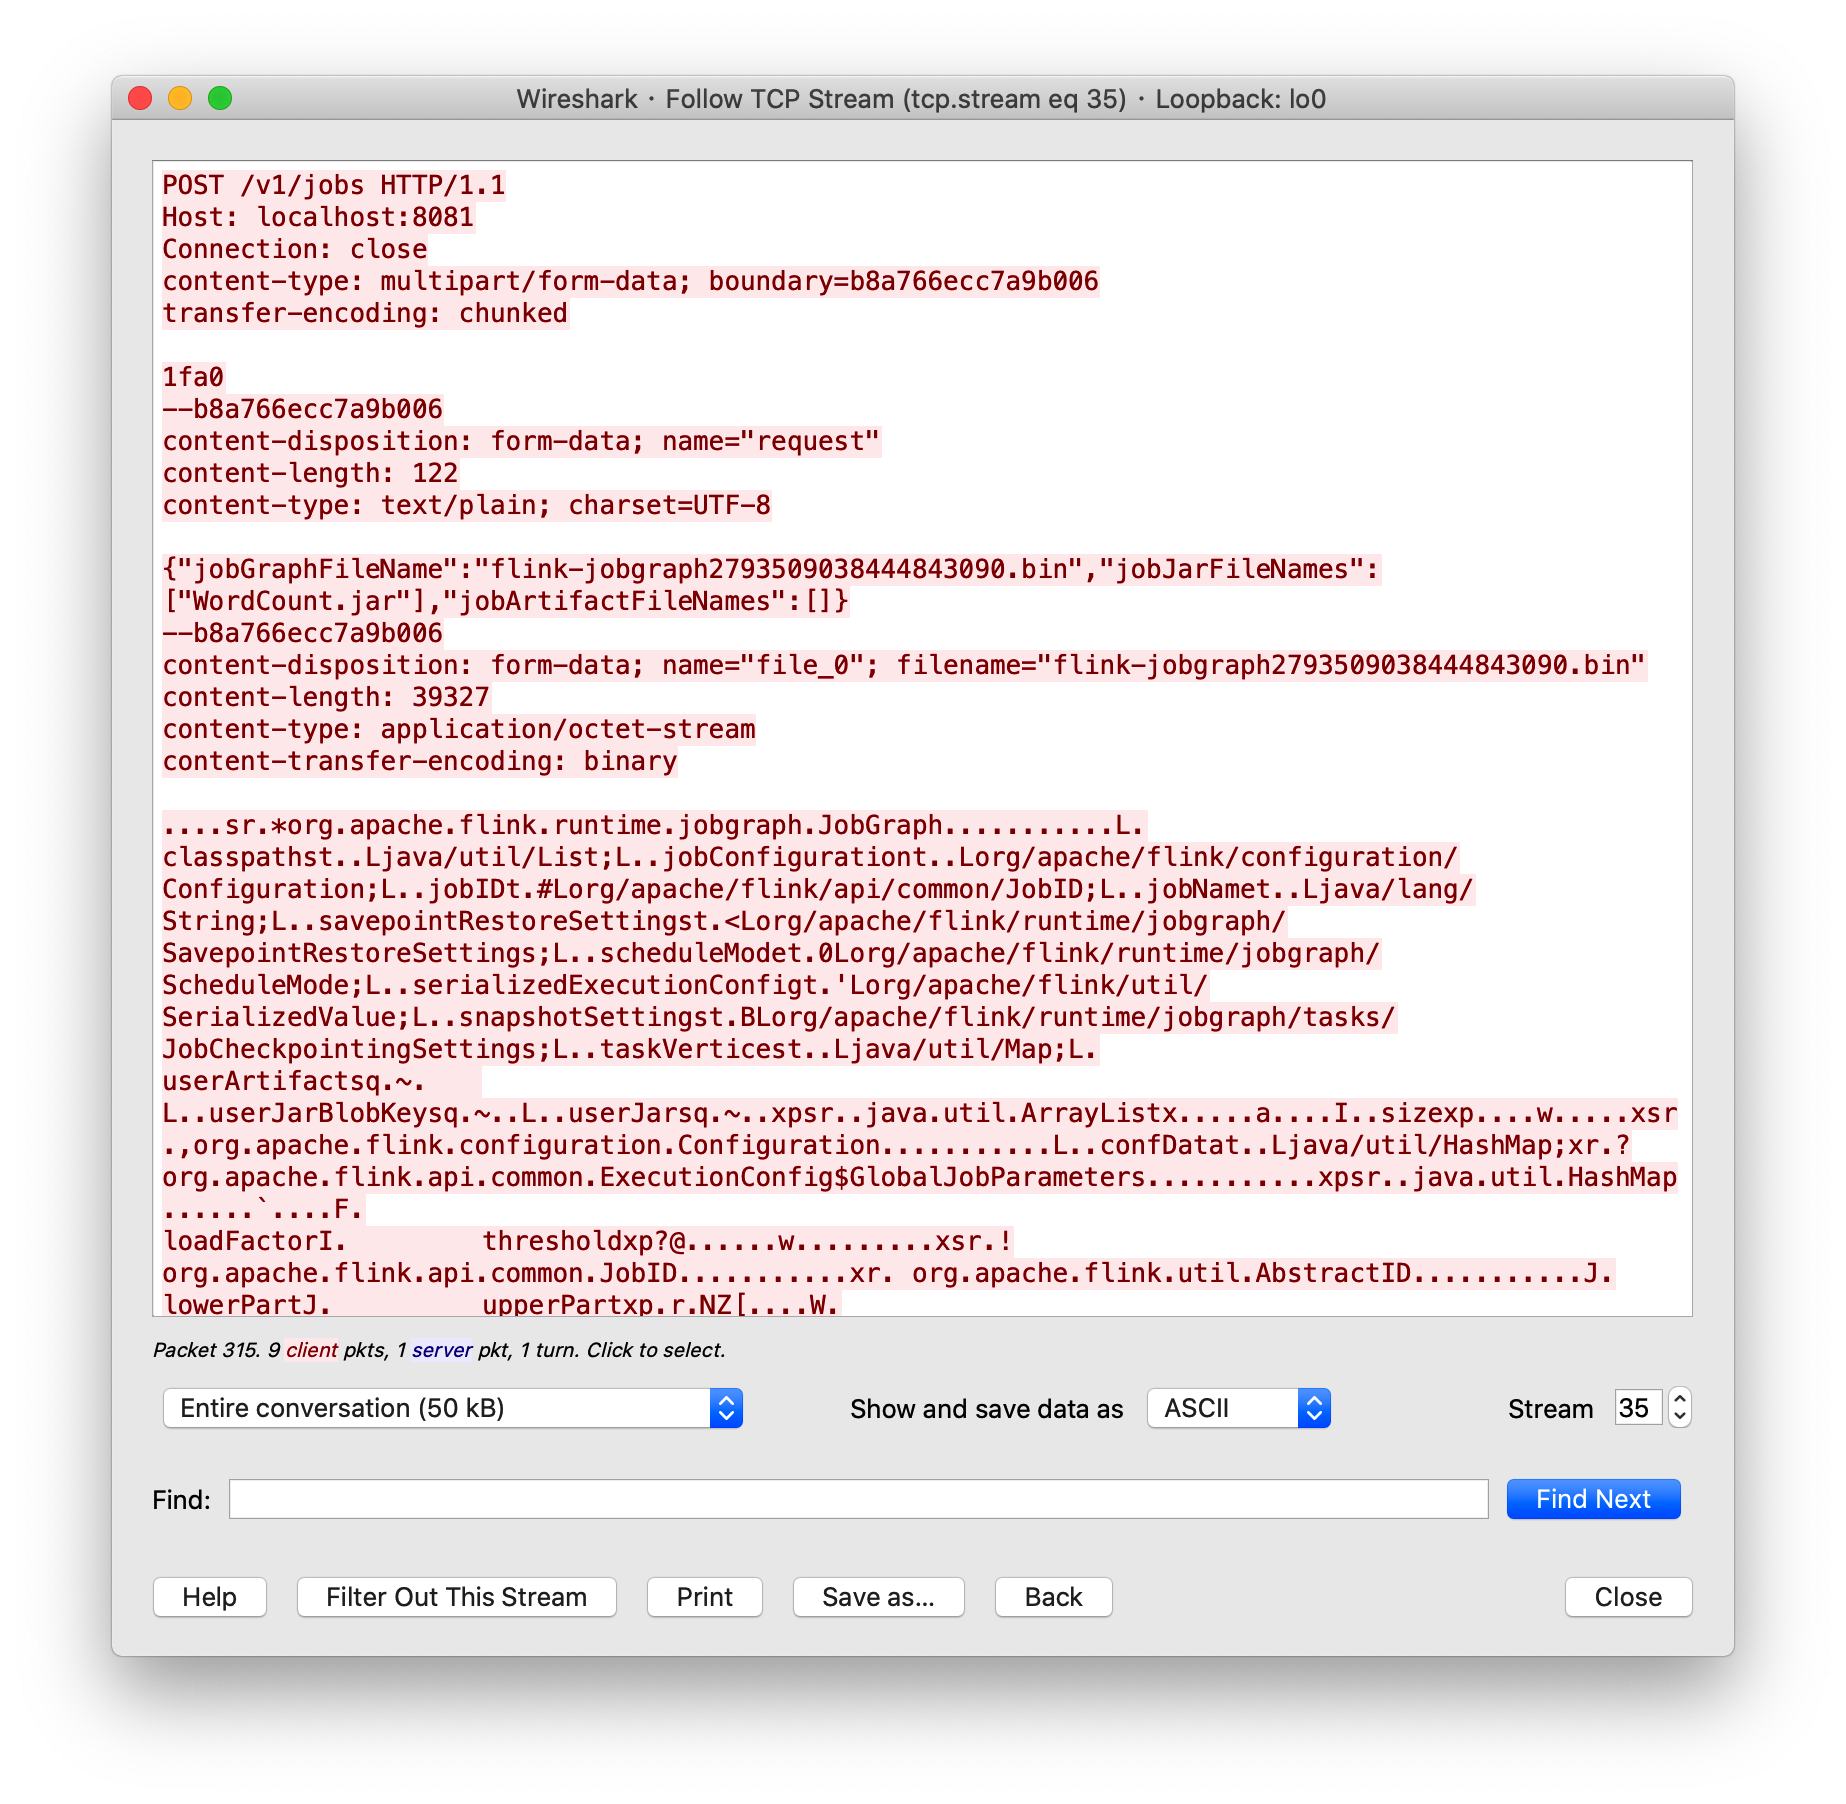 Wireshark · Follow TCP Stream (tcp.stream eq 35) · Loopback: lo0
POST /v1/jobs HTTP/1.1
Host: localhost:8081
Connection: close
content-type: multipart/form-data; boundary=b8a766ecc7a9b006
transfer-encoding: chunked
1fa0
--b8a766ecc7a9b006
content-disposition: form-data; name="request"
content-length: 122
content-type: text/plain; charset=UTF-8
{"jobGraphFileName":"flink-jobgraph2793509038444843090.bin","jobJarFileNames":
["WordCount.jar"],"jobArtifactFileNames":[]}
--b8a766ecc7a9b006
content-disposition: form-data; name="file_0"; filename="flink-jobgraph2793509038444843090.bin"
content-length: 39327
content-type: application/octet-stream
content-transfer-encoding: binary
....sr.*org.apache.flink.runtime.jobgraph.JobGraph...........L.
classpathst..Ljava/util/List;L..jobConfigurationt..Lorg/apache/flink/configuration/
Configuration;L..jobIDt.#Lorg/apache/flink/api/common/JobID;L..jobNamet..Ljava/lang/
String;L..savepointRestoreSettingst.<Lorg/apache/flink/runtime/jobgraph/
SavepointRestoreSettings;L..scheduleModet.0Lorg/apache/flink/runtime/jobgraph/
ScheduleMode;L..serializedExecutionConfigt.'Lorg/apache/flink/util/
SerializedValue;L..snapshotSettingst.BLorg/apache/flink/runtime/jobgraph/tasks/
JobCheckpointingSettings;L..taskVerticest..Ljava/util/Map;L.
userArtifactsq.~.
L..userJarBlobKeysq.~..L..userJarsq.~..xpsr..java.util.ArrayListx.....a....I..sizexp....w.....xsr
.,org.apache.flink.configuration.Configuration...........L..confDatat..Ljava/util/HashMap;xr.?
org.apache.flink.api.common.ExecutionConfig$GlobalJobParameters...........xpsr..java.util.HashMap
......`....F.
loadFactorI.	thresholdxp?@......w.........xsr.!
org.apache.flink.api.common.JobID...........xr. org.apache.flink.util.AbstractID...........J.
lowerPartJ.	upperPartxp.r.NZ[....W.
Packet 315. 9 client pkts, 1 server pkt, 1 turn. Click to select.
Entire conversation (50 kB)	Show and save data as	ASCII	Stream	35
Find:	Find Next
Help	Filter Out This Stream	Print	Save as...	Back	Close